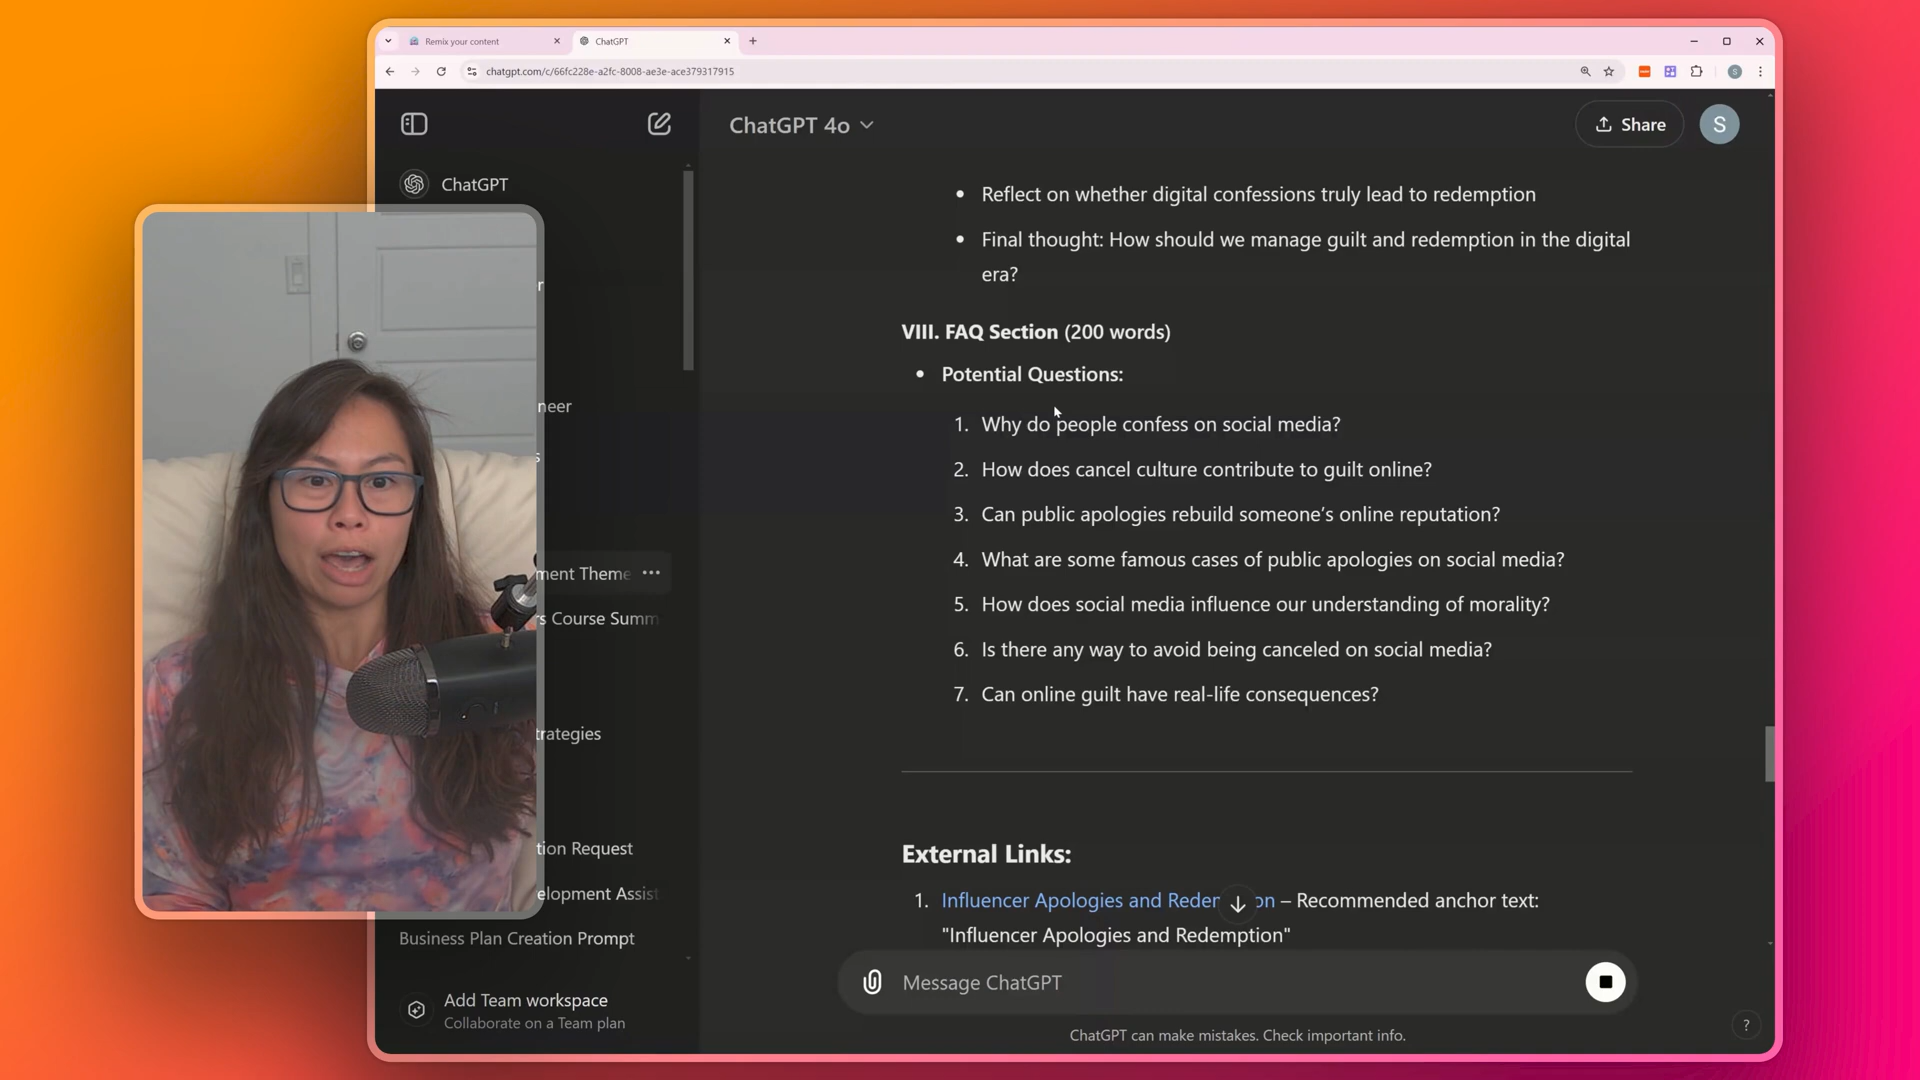 Remix your content
ChatGPT
chatgpt.com/c/66fc228e-a2fc-8008-ae3e-ace379317915
S
ChatGPT 4o
Share
S
ChatGPT
r
neer
s
ment Theme
rs Course Summ
trategies
tion Request
elopment Assis
Business Plan Creation Prompt
Add Team workspace
Collaborate on a Team plan
• Reflect on whether digital confessions truly lead to redemption
• Final thought: How should we manage guilt and redemption in the digital
era?
VIII. FAQ Section (200 words)
• Potential Questions:
1. Why do people confess on social media?
2. How does cancel culture contribute to guilt online?
3. Can public apologies rebuild someone’s online reputation?
4. What are some famous cases of public apologies on social media?
5. How does social media influence our understanding of morality?
6. Is there any way to avoid being canceled on social media?
7. Can online guilt have real-life consequences?
External Links:
1. Influencer Apologies and Reder on – Recommended anchor text:
"Influencer Apologies and Redemption"
Message ChatGPT
ChatGPT can make mistakes. Check important info.
?